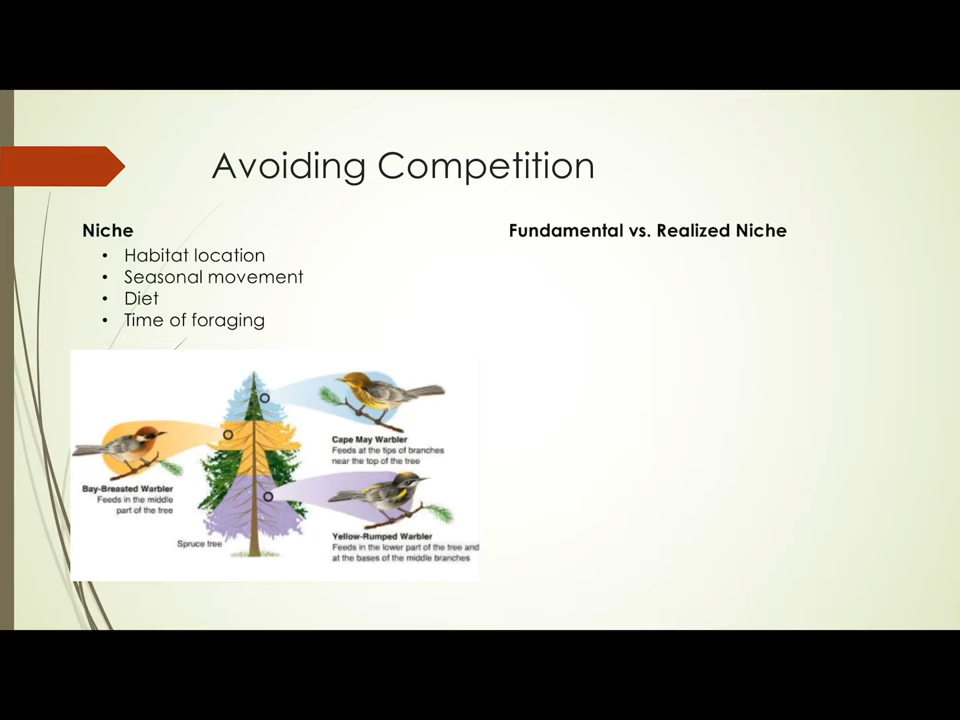 Avoiding Competition
Niche
• Habitat location
• Seasonal movement
• Diet
• Time of foraging
Fundamental vs. Realized Niche
Cape May Warbler
Feeds at the tips of branches
near the top of the tree
Bay-Breasted Warbler
Feeds in the middle
part of the tree
Yellow-Rumped Warbler
Feeds in the lower part of the tree and
at the bases of the middle branches
Spruce tree